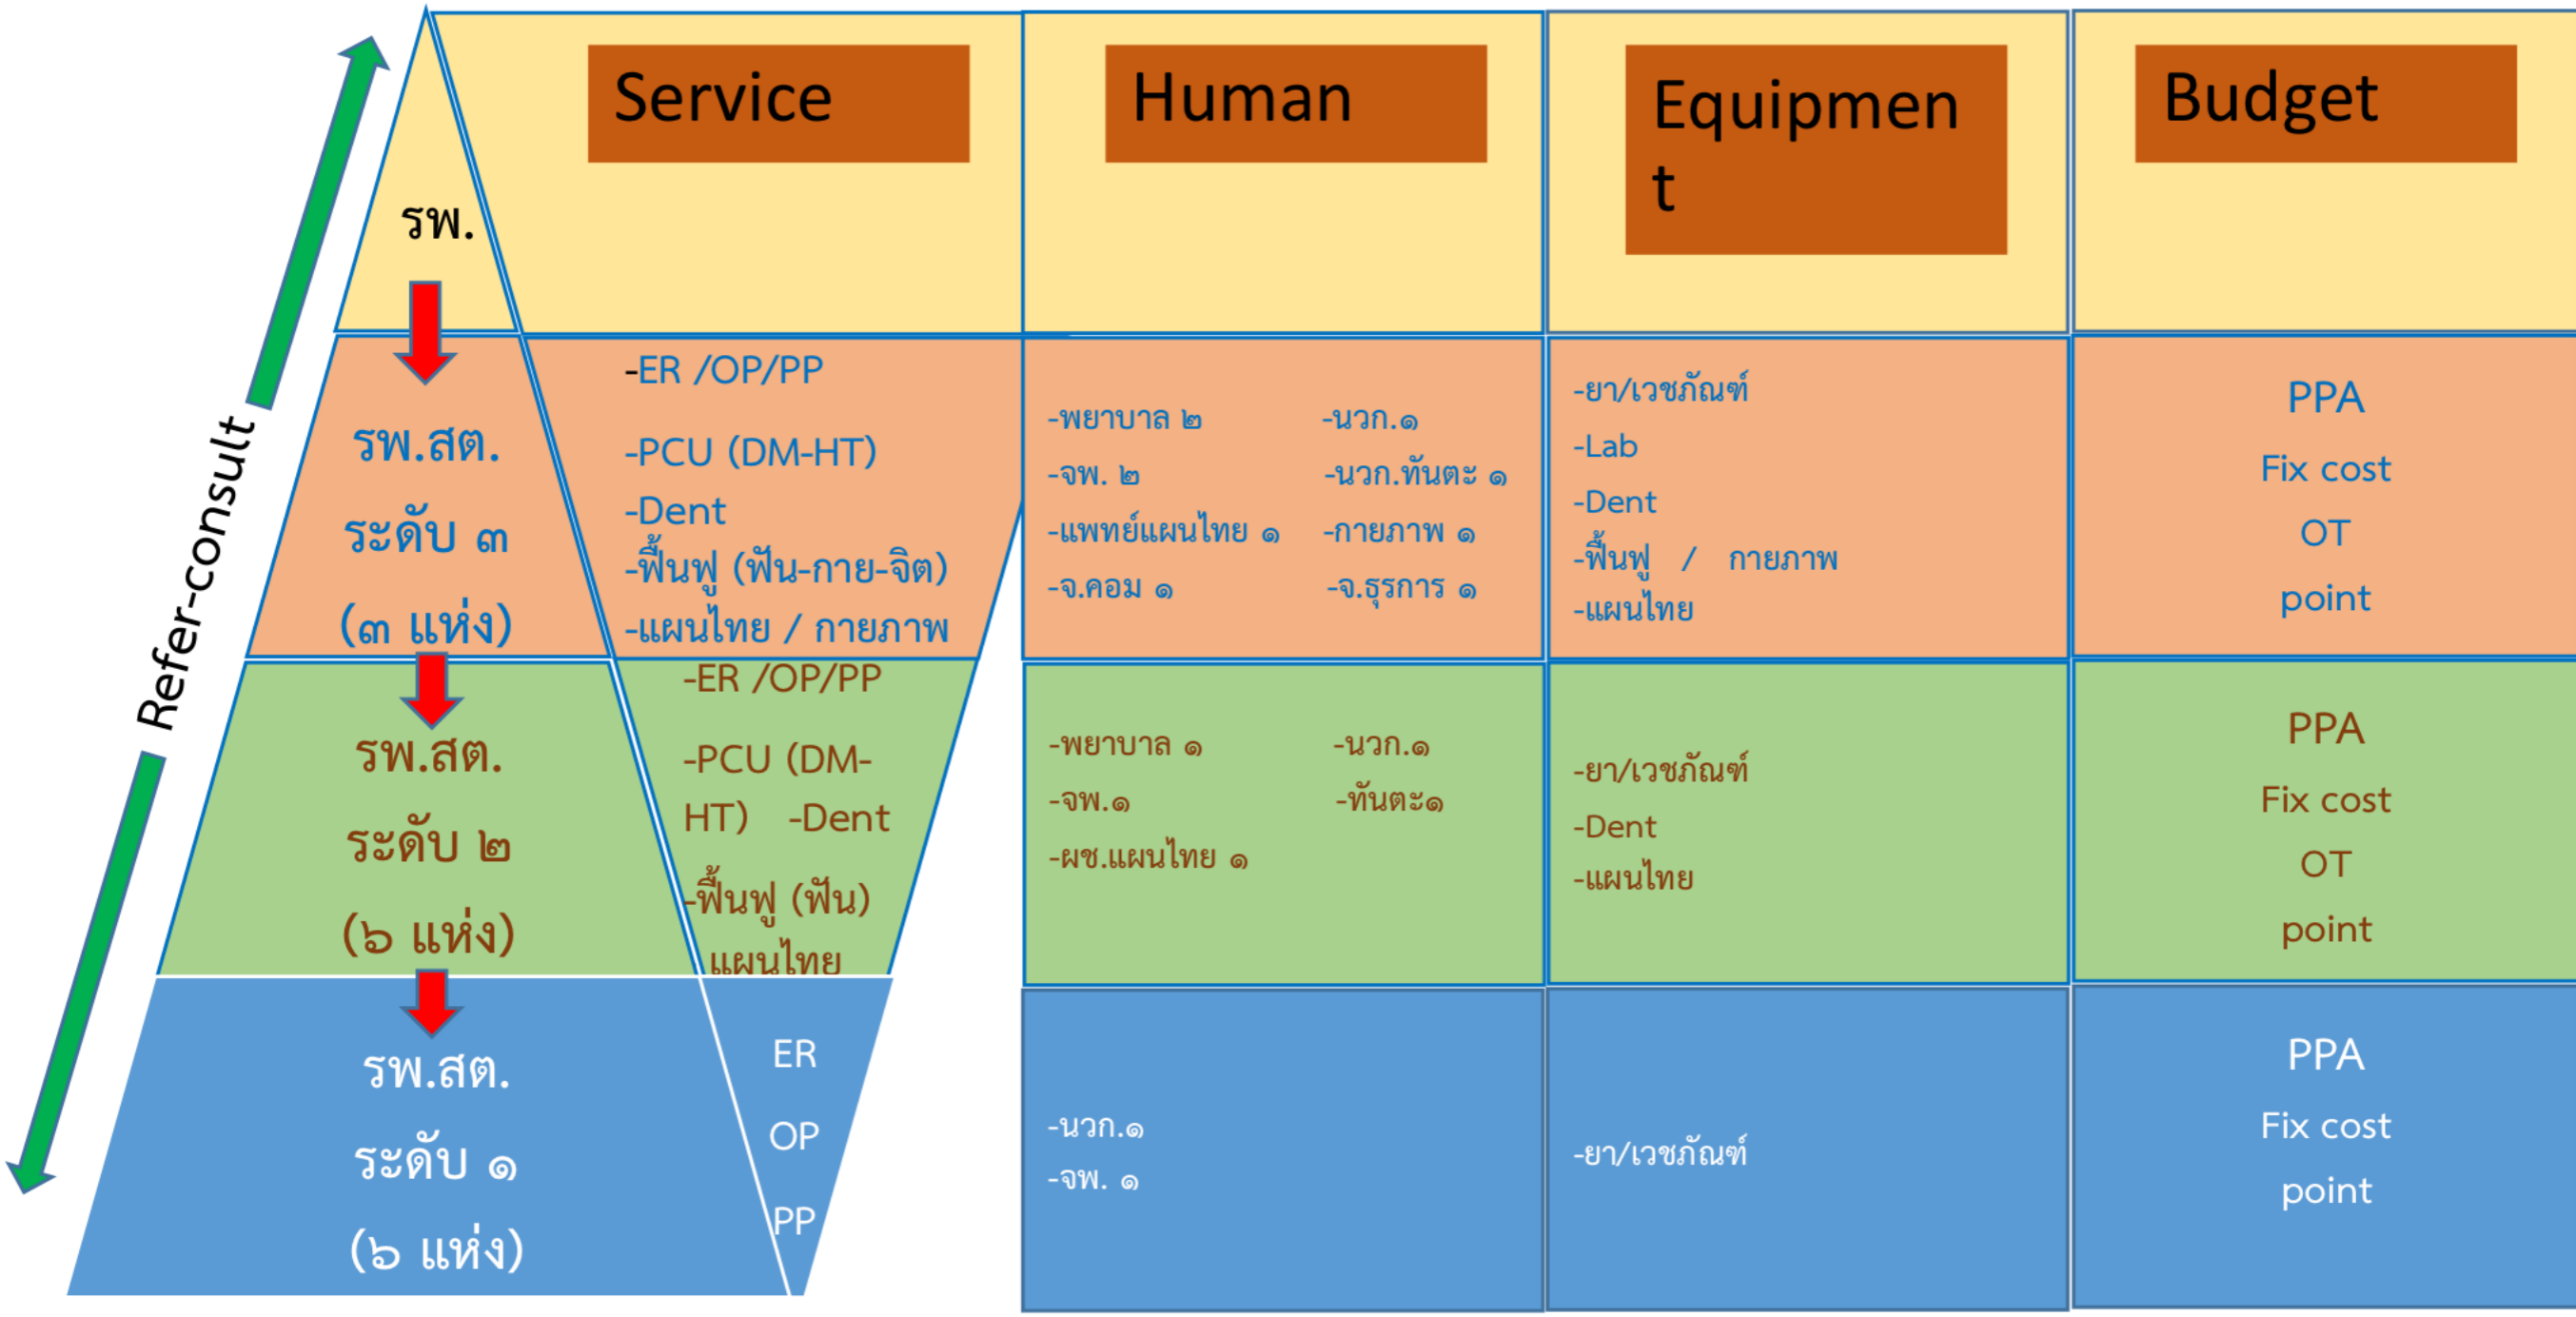 Service
Human
Equipmen
t
Budget
Refer-consult
รพ.
รพ.สต.
ระดับ ๓
(๓ แห่ง)
-ER /OP/PP
-PCU (DM-HT)
-Dent
-ฟื้นฟู (ฟัน-กาย-จิต)
-แผนไทย / กายภาพ
-พยาบาล ๒ -นวก.๑
-จพ. ๒ -นวก.ทันตะ ๑
-แพทย์แผนไทย ๑ -กายภาพ ๑
-จ.คอม ๑ -จ.ธุรการ ๑
-ยา/เวชภัณฑ์
-Lab
-Dent
-ฟื้นฟู / กายภาพ
-แผนไทย
PPA
Fix cost
OT
point
รพ.สต.
ระดับ ๒
(๖ แห่ง)
-ER /OP/PP
-PCU (DM-
HT) -Dent
-ฟื้นฟู (ฟัน)
แผนไทย
-พยาบาล ๑ -นวก.๑
-จพ.๑ -ทันตะ๑
-ผช.แผนไทย ๑
-ยา/เวชภัณฑ์
-Dent
-แผนไทย
PPA
Fix cost
OT
point
รพ.สต.
ระดับ ๑
(๖ แห่ง)
ER
OP
PP
-นวก.๑
-จพ. ๑
-ยา/เวชภัณฑ์
PPA
Fix cost
point